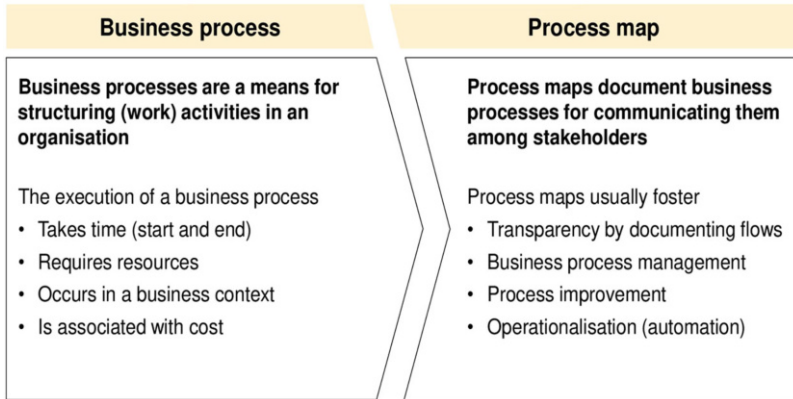 Business process
Business processes are a means for
structuring (work) activities in an
organisation
The execution of a business process
• Takes time (start and end)
• Requires resources
• Occurs in a business context
• Is associated with cost
Process map
Process maps document business
processes for communicating them
among stakeholders
Process maps usually foster
• Transparency by documenting flows
• Business process management
• Process improvement
• Operationalisation (automation)